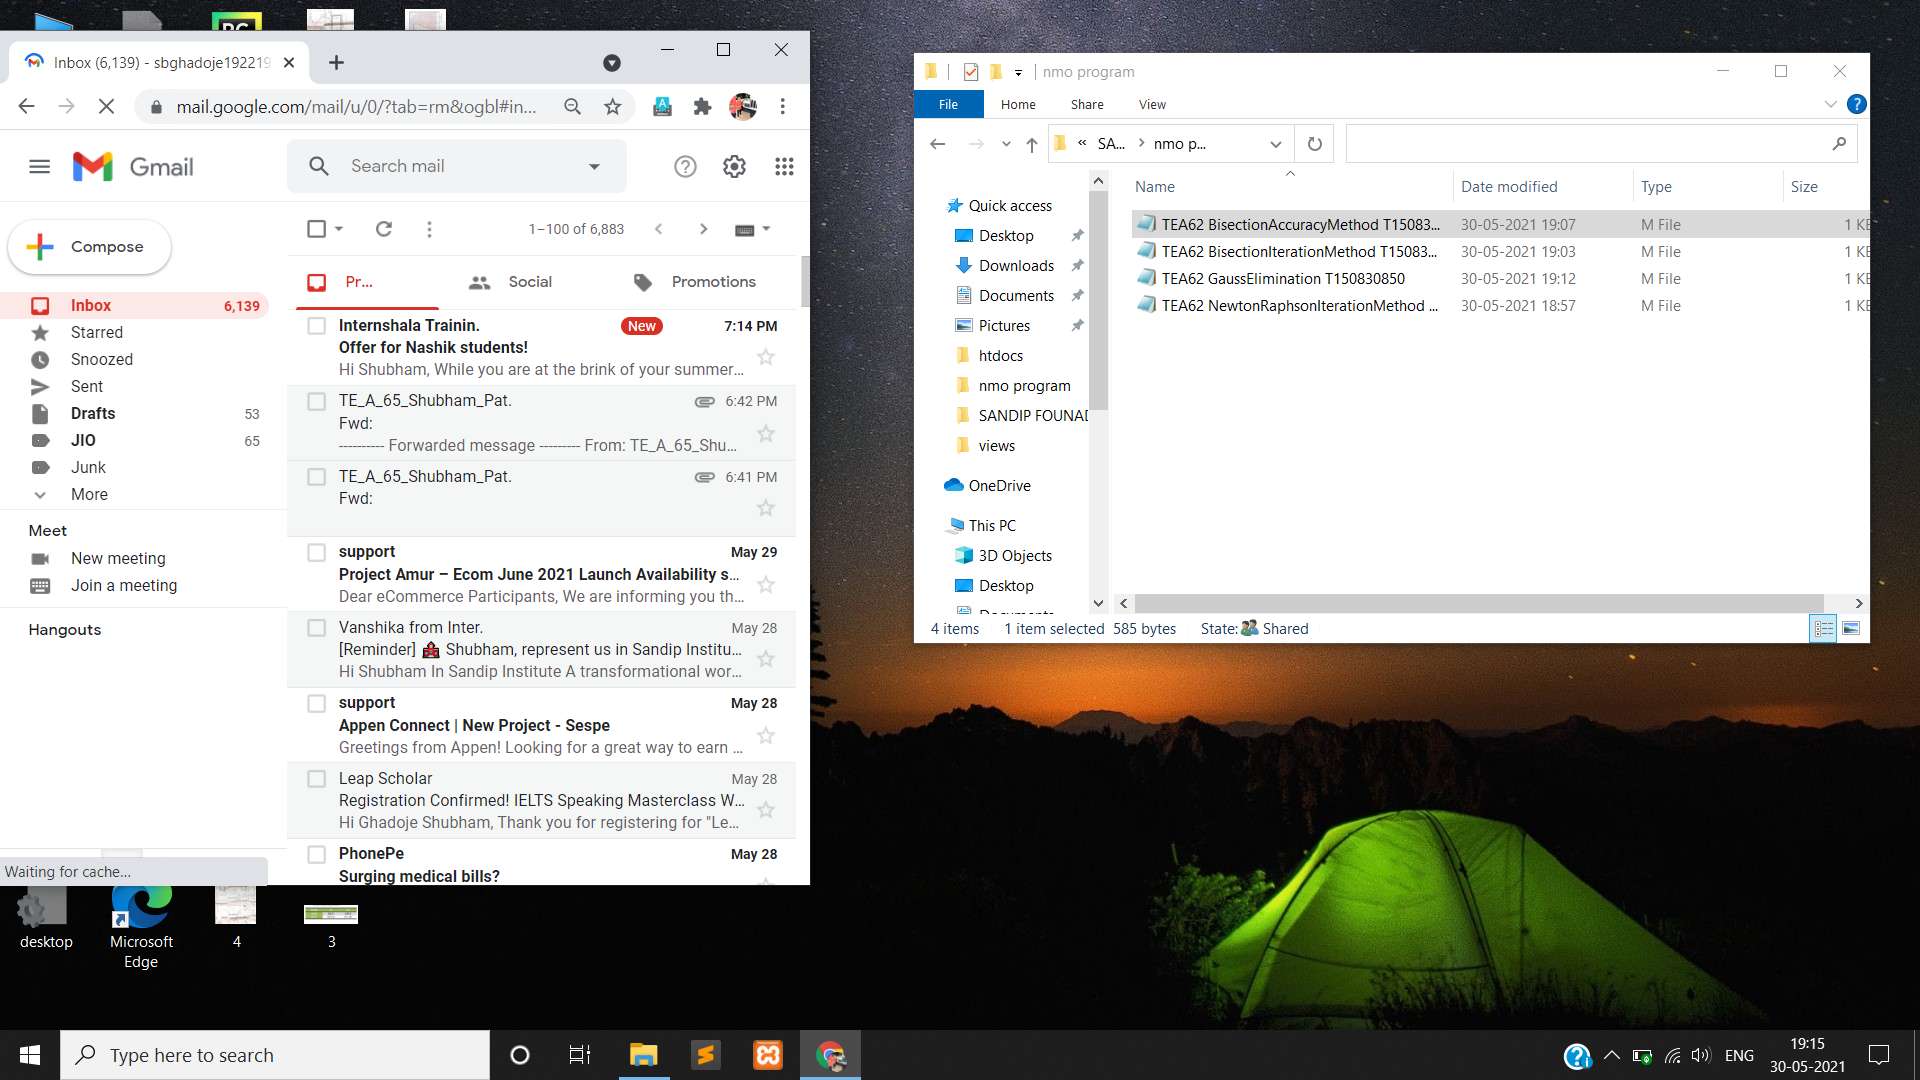 PC
Inbox (6,139) - sbghadoje192219
mail.google.com/mail/u/0/?tab=rm&ogbl#in...
Gmail
Search mail
Compose
1–100 of 6,883
Pr...
Social
Promotions
Inbox 6,139
Starred
Snoozed
Sent
Drafts 53
JIO 65
Junk
More
Meet
New meeting
Join a meeting
Hangouts
Internshala Trainin. New 7:14 PM
Offer for Nashik students!
Hi Shubham, While you are at the brink of your summer...
TE_A_65_Shubham_Pat. 6:42 PM
Fwd:
---------- Forwarded message --------- From: TE_A_65_Shu...
TE_A_65_Shubham_Pat. 6:41 PM
Fwd:
support May 29
Project Amur – Ecom June 2021 Launch Availability s...
Dear eCommerce Participants, We are informing you th...
Vanshika from Inter. May 28
[Reminder] Shubham, represent us in Sandip Institu...
Hi Shubham In Sandip Institute A transformational wor...
support May 28
Appen Connect | New Project - Sespe
Greetings from Appen! Looking for a great way to earn ...
Leap Scholar May 28
Registration Confirmed! IELTS Speaking Masterclass W...
Hi Ghadoje Shubham, Thank you for registering for "Le...
PhonePe May 28
Surging medical bills?
Waiting for cache...
nmo program
File Home Share View
« SA... nmo p...
Name Date modified Type Size
Quick access
Desktop
Downloads
Documents
Pictures
htdocs
nmo program
SANDIP FOUNAD
views
OneDrive
This PC
3D Objects
Desktop
Documents
TEA62 BisectionAccuracyMethod T15083... 30-05-2021 19:07 M File 1 KB
TEA62 BisectionIterationMethod T15083... 30-05-2021 19:03 M File 1 KB
TEA62 GaussElimination T150830850 30-05-2021 19:12 M File 1 KB
TEA62 NewtonRaphsonIterationMethod ... 30-05-2021 18:57 M File 1 KB
4 items 1 item selected 585 bytes State: Shared
desktop
Microsoft
Edge
4
3
Type here to search
ENG
19:15
30-05-2021